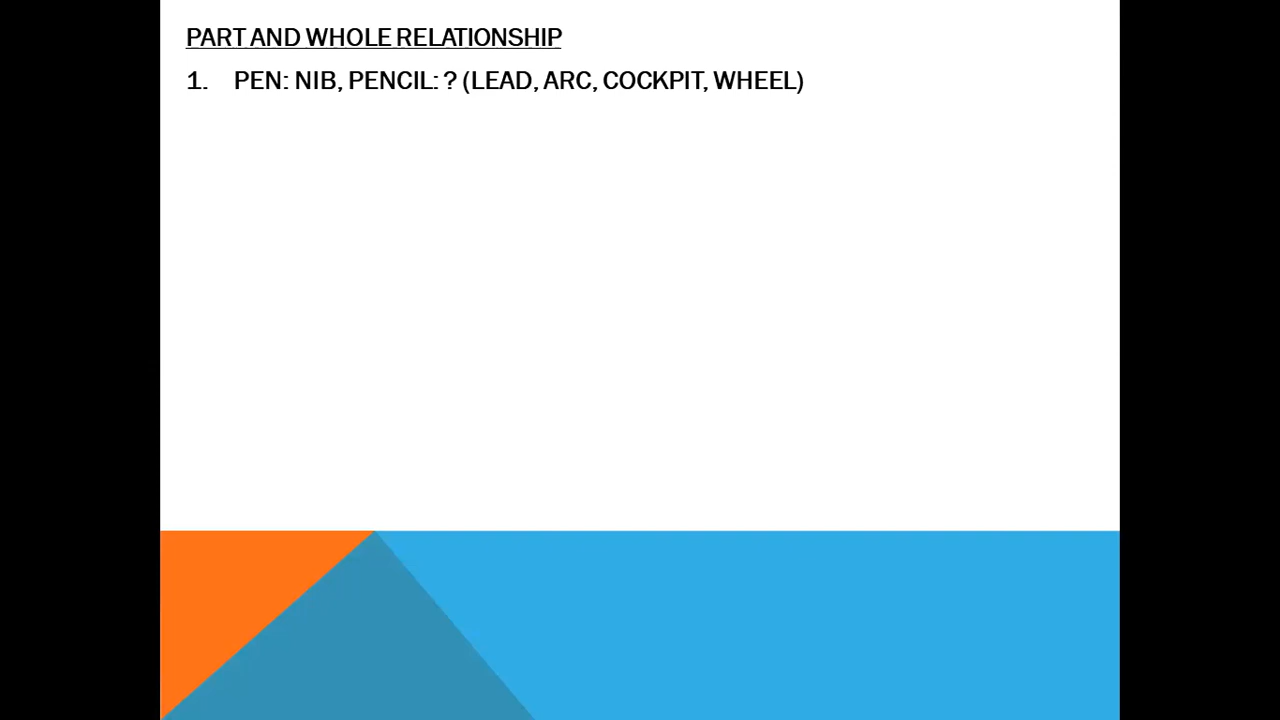 PART AND WHOLE RELATIONSHIP
1. PEN: NIB, PENCIL: ? (LEAD, ARC, COCKPIT, WHEEL)